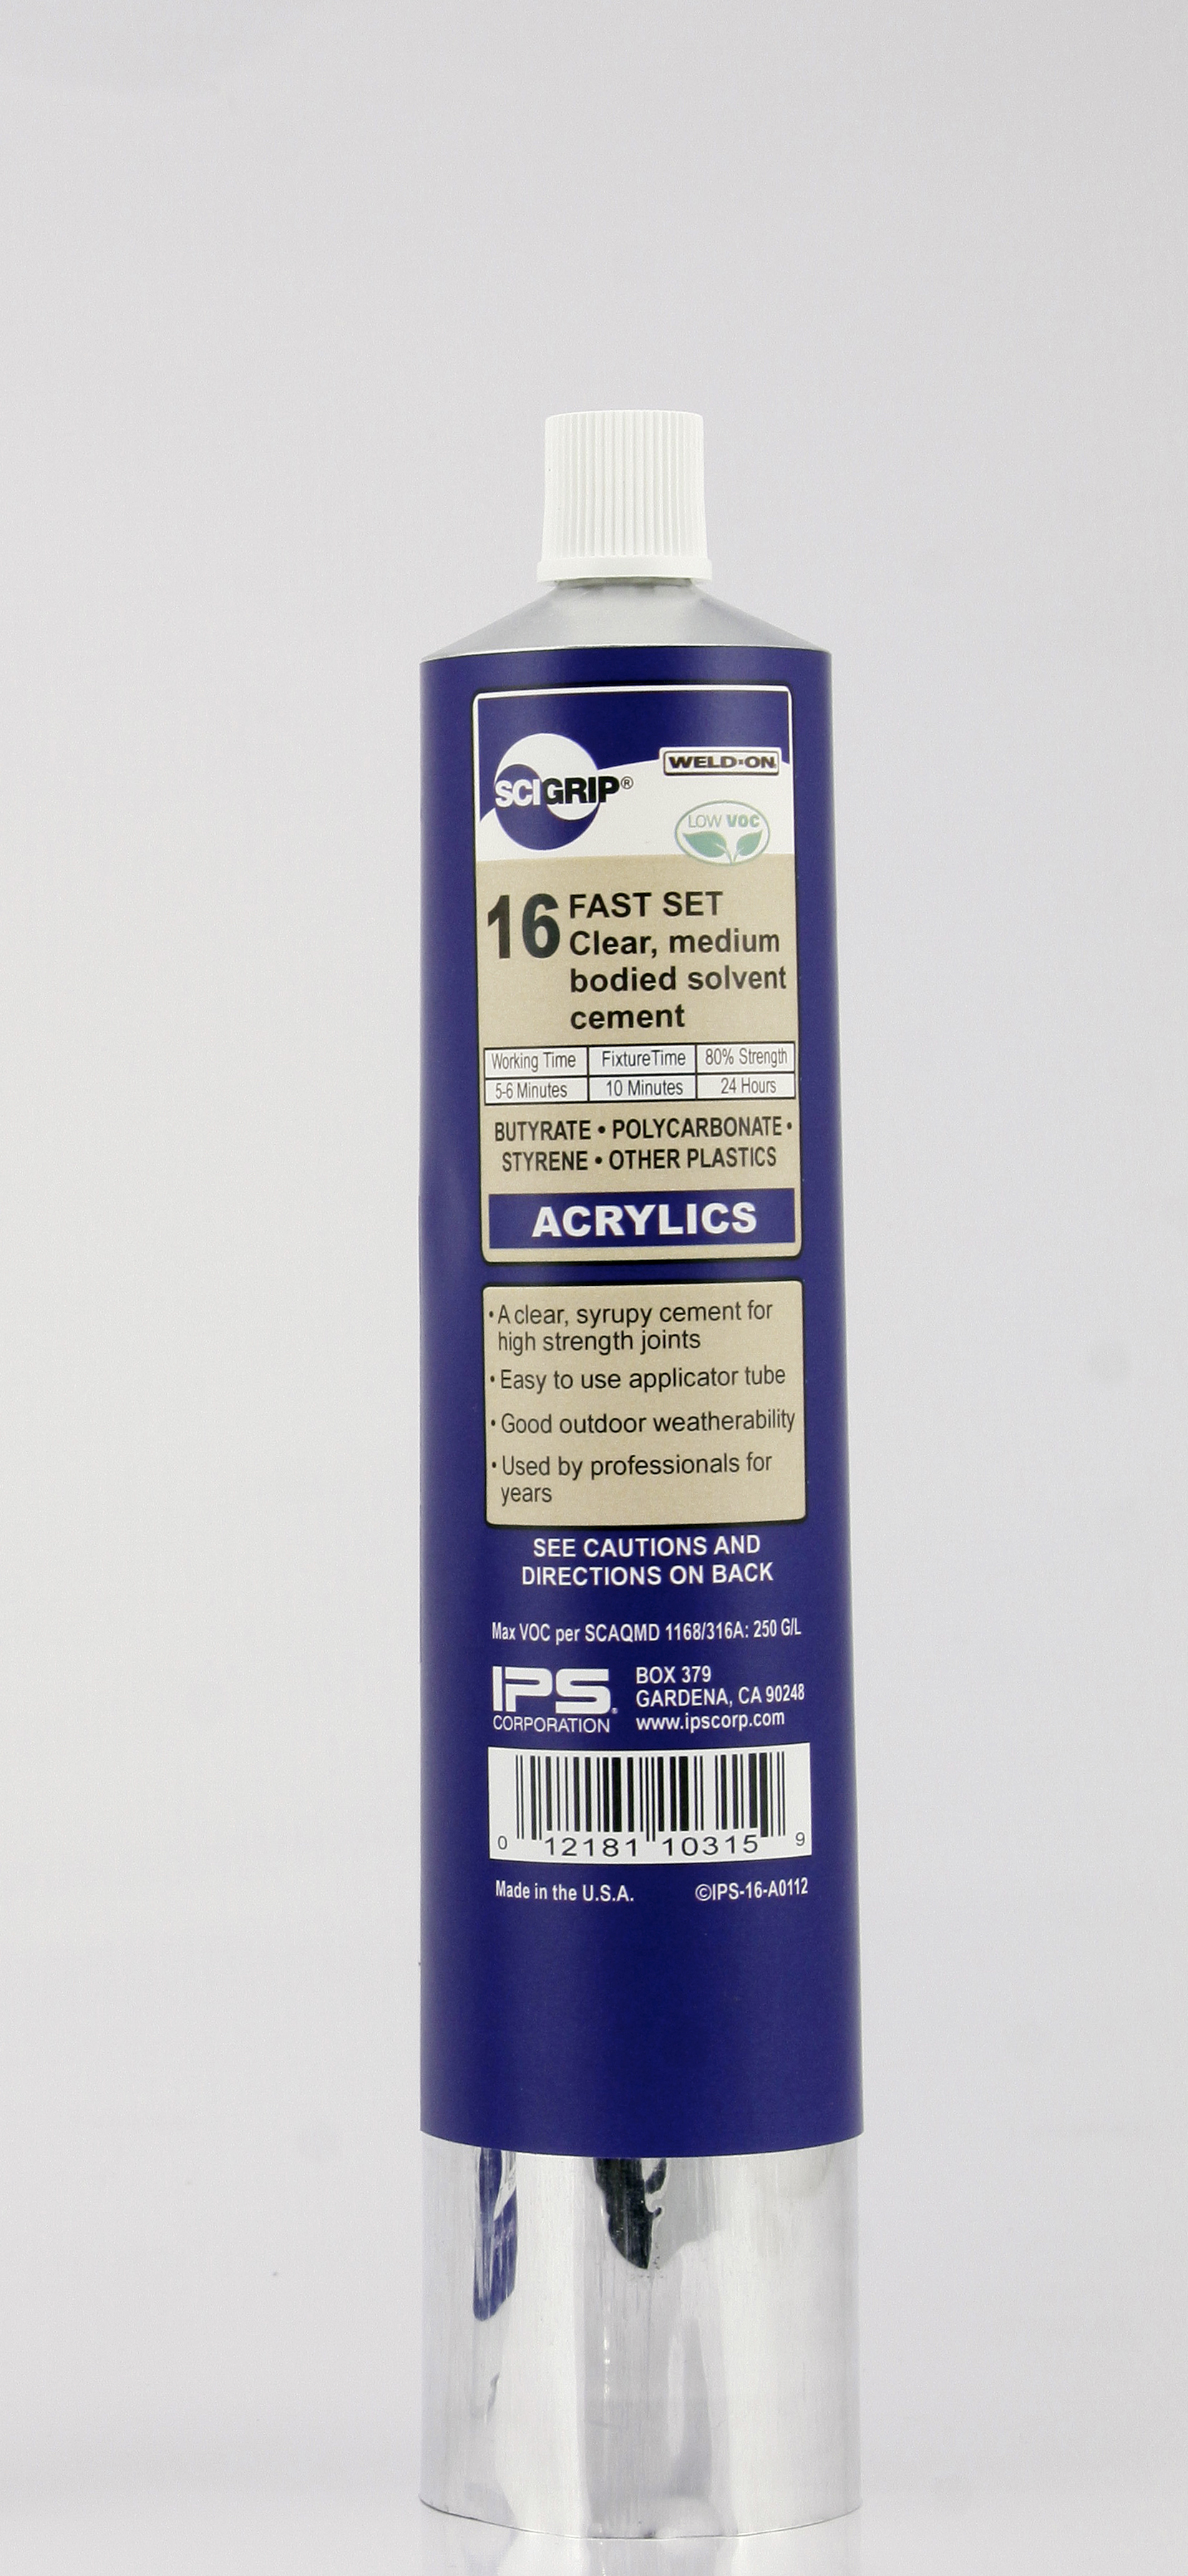 SCIGRIP®
WELD-ON
LOW VOC
16 FAST SET
Clear, medium
bodied solvent
cement
Working Time FixtureTime 80% Strength
5-6 Minutes 10 Minutes 24 Hours
BUTYRATE • POLYCARBONATE •
STYRENE • OTHER PLASTICS
ACRYLICS
• A clear, syrupy cement for
high strength joints
• Easy to use applicator tube
• Good outdoor weatherability
• Used by professionals for
years
SEE CAUTIONS AND
DIRECTIONS ON BACK
Max VOC per SCAQMD 1168/316A: 250 G/L
IPS®
CORPORATION
BOX 379
GARDENA, CA 90248
www.ipscorp.com
0 12181 10315 9
Made in the U.S.A. ©IPS-16-A0112